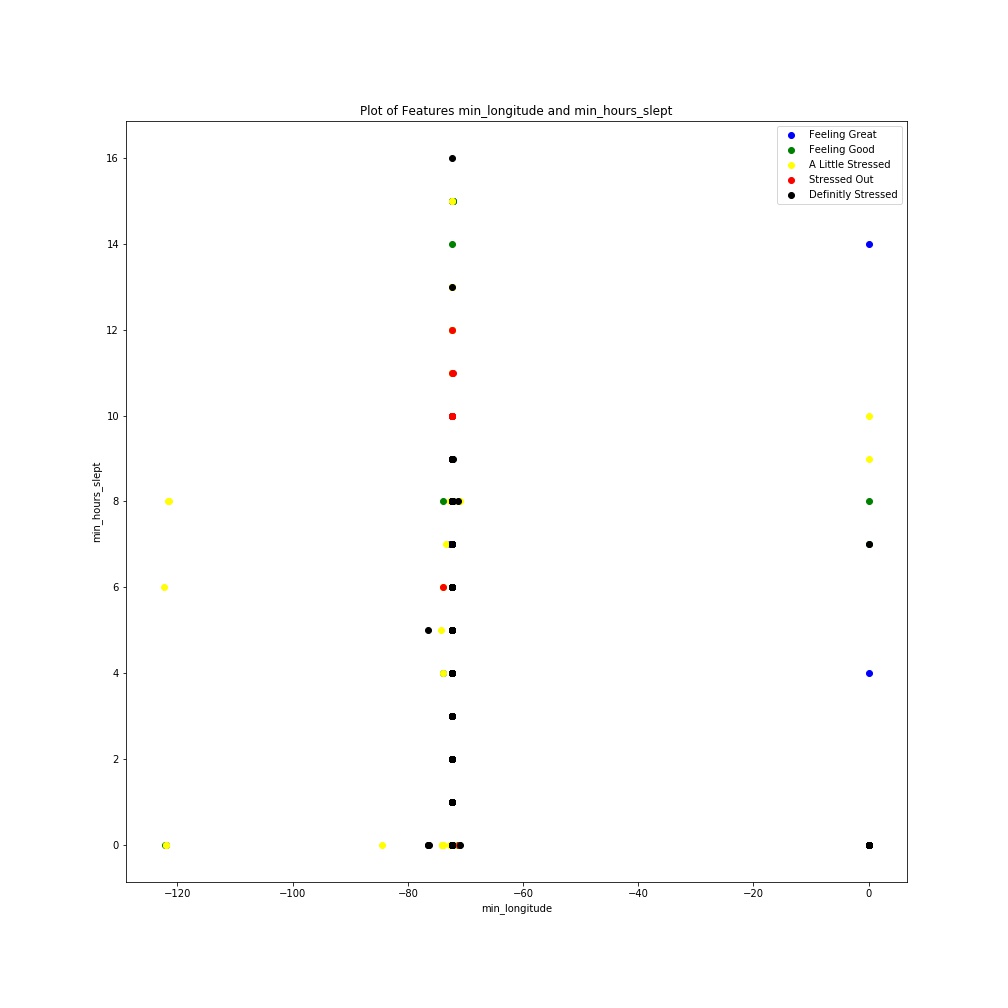 Plot of Features min_longitude and min_hours_slept
Feeling Great
Feeling Good
A Little Stressed
Stressed Out
Definitly Stressed
16
14
12
10
8
6
4
2
0
min_hours_slept
−120
−100
−80
−60
−40
−20
0
min_longitude